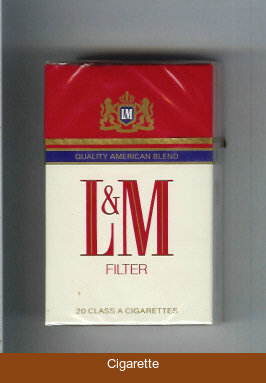 LM
QUALITY AMERICAN BLEND
L&M
FILTER
20 CLASS A CIGARETTES
Cigarette